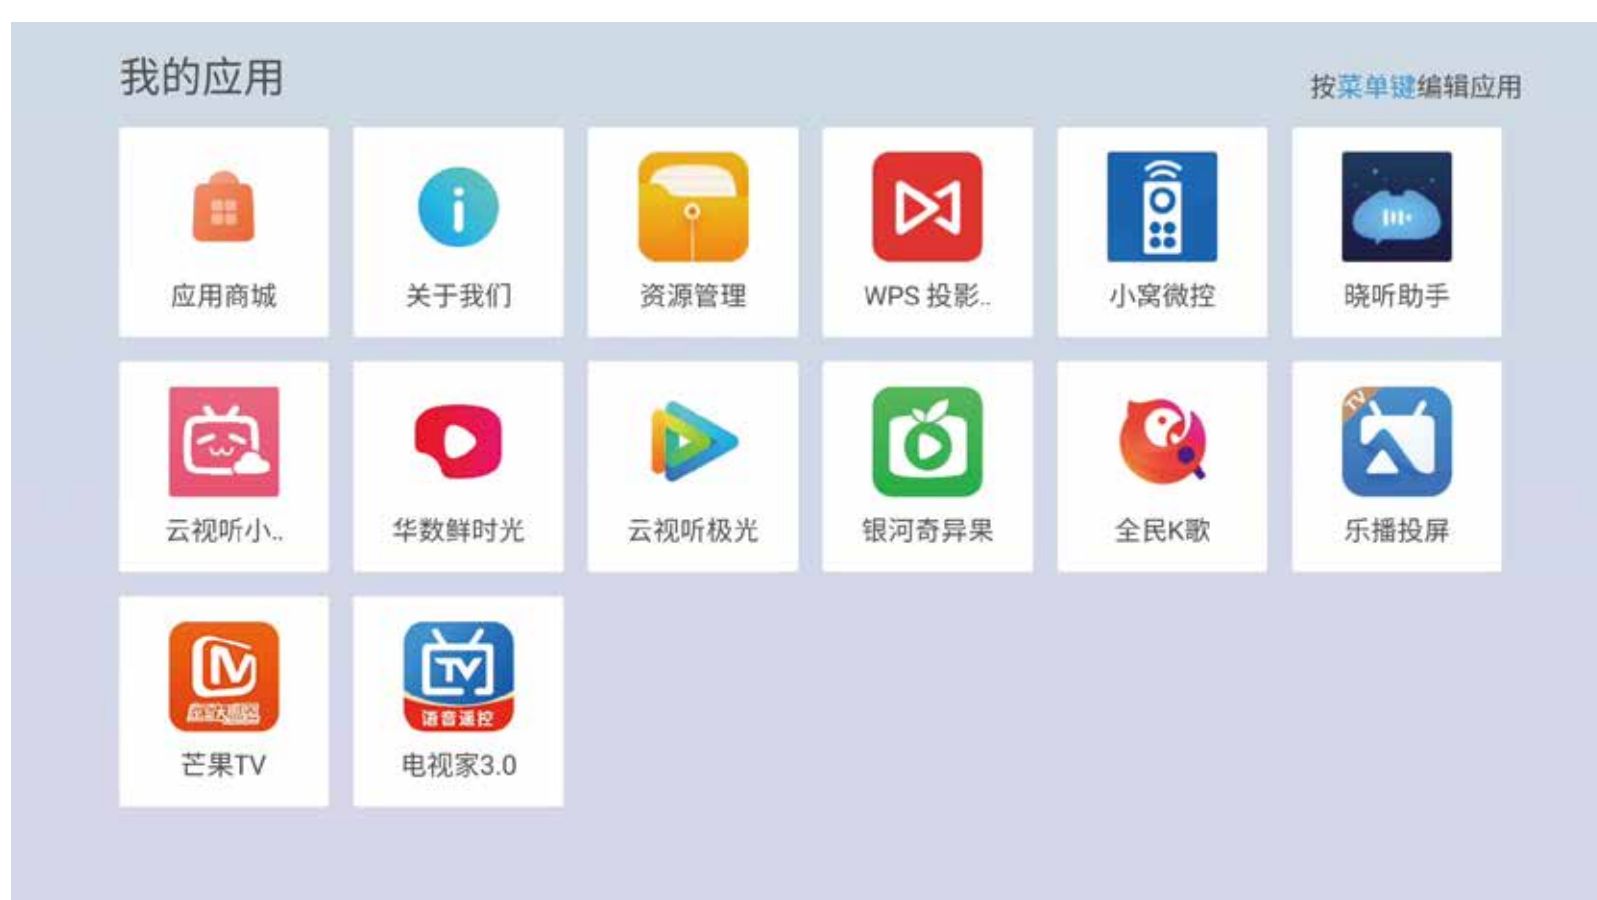 我的应用
按菜单键编辑应用
应用商城
关于我们
资源管理
WPS 投影..
小窝微控
晓听助手
TV
云视听小..
华数鲜时光
云视听极光
银河奇异果
全民K歌
乐播投屏
TV
语音遥控
芒果TV
电视家3.0